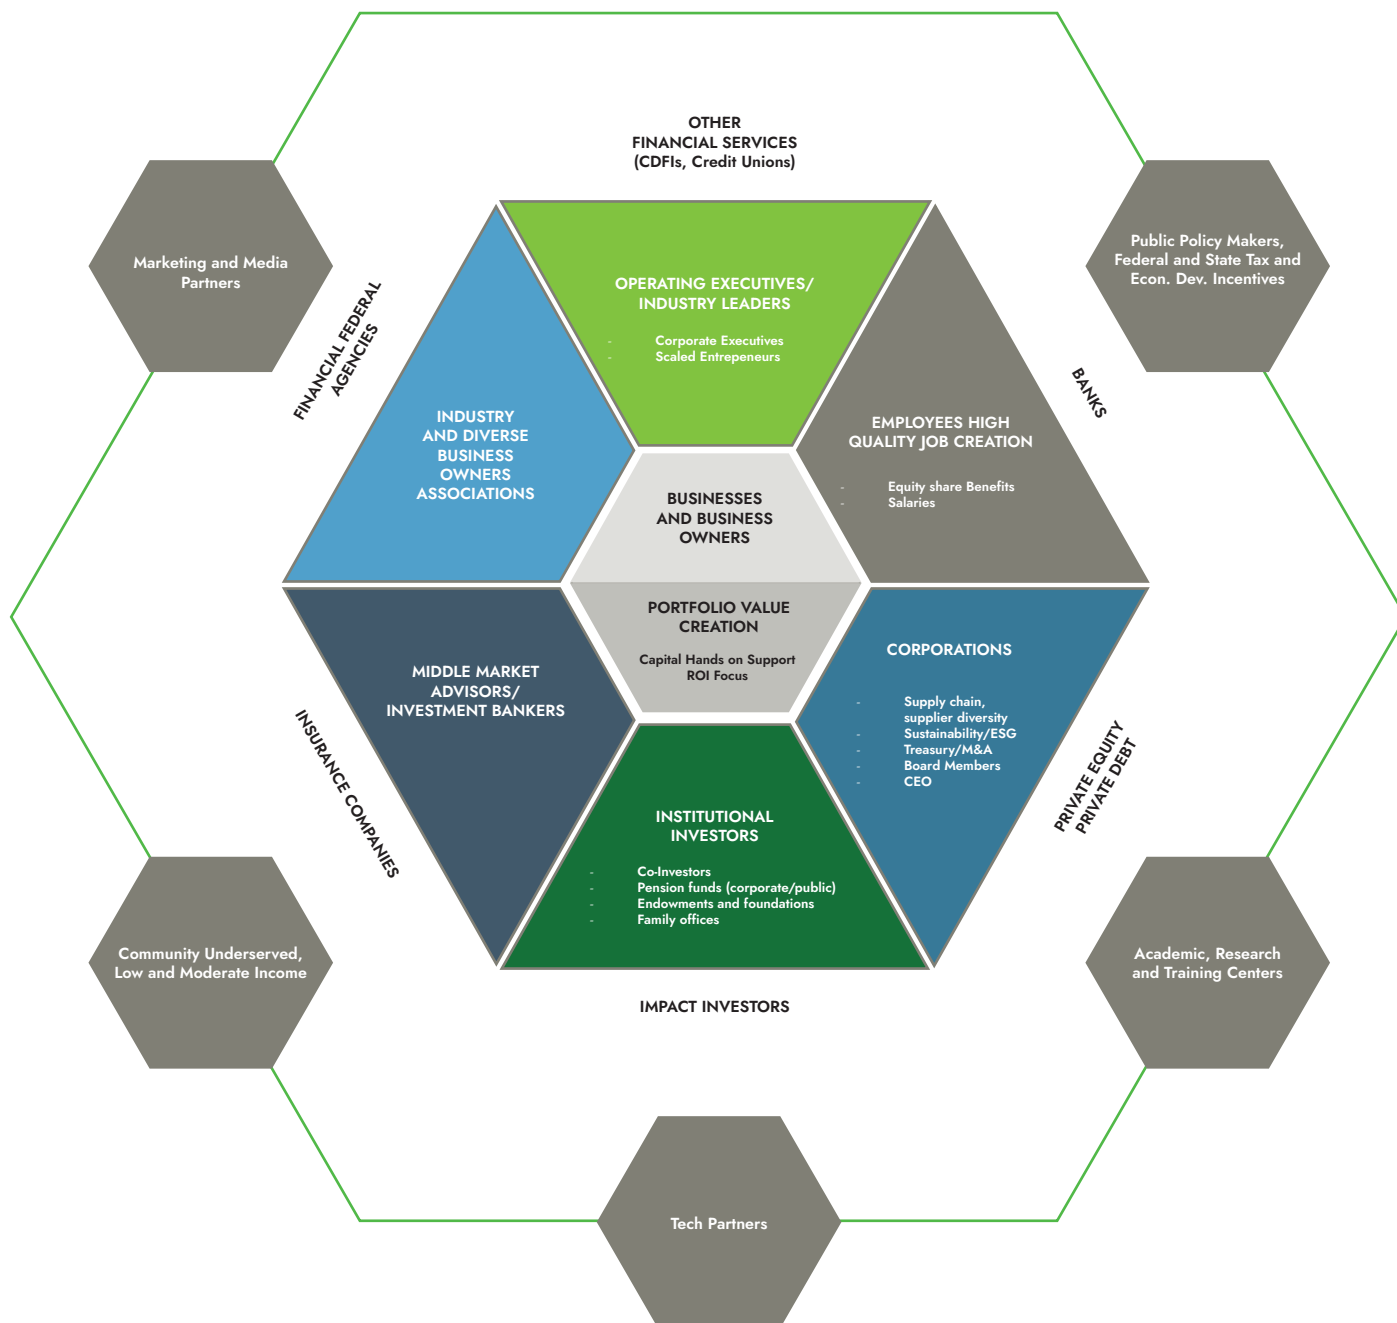 OTHER
FINANCIAL SERVICES
(CDFIs, Credit Unions)
Marketing and Media
Partners
Public Policy Makers,
Federal and State Tax and
Econ. Dev. Incentives
FINANCIAL FEDERAL
AGENCIES
BANKS
OPERATING EXECUTIVES/
INDUSTRY LEADERS
- Corporate Executives
- Scaled Entrepeneurs
INDUSTRY
AND DIVERSE
BUSINESS
OWNERS
ASSOCIATIONS
EMPLOYEES HIGH
QUALITY JOB CREATION
- Equity share Benefits
- Salaries
BUSINESSES
AND BUSINESS
OWNERS
PORTFOLIO VALUE
CREATION
Capital Hands on Support
ROI Focus
MIDDLE MARKET
ADVISORS/
INVESTMENT BANKERS
CORPORATIONS
- Supply chain,
supplier diversity
- Sustainability/ESG
- Treasury/M&A
- Board Members
- CEO
INSTITUTIONAL
INVESTORS
- Co-Investors
- Pension funds (corporate/public)
- Endowments and foundations
- Family offices
INSURANCE COMPANIES
PRIVATE EQUITY
PRIVATE DEBT
IMPACT INVESTORS
Community Underserved,
Low and Moderate Income
Academic, Research
and Training Centers
Tech Partners